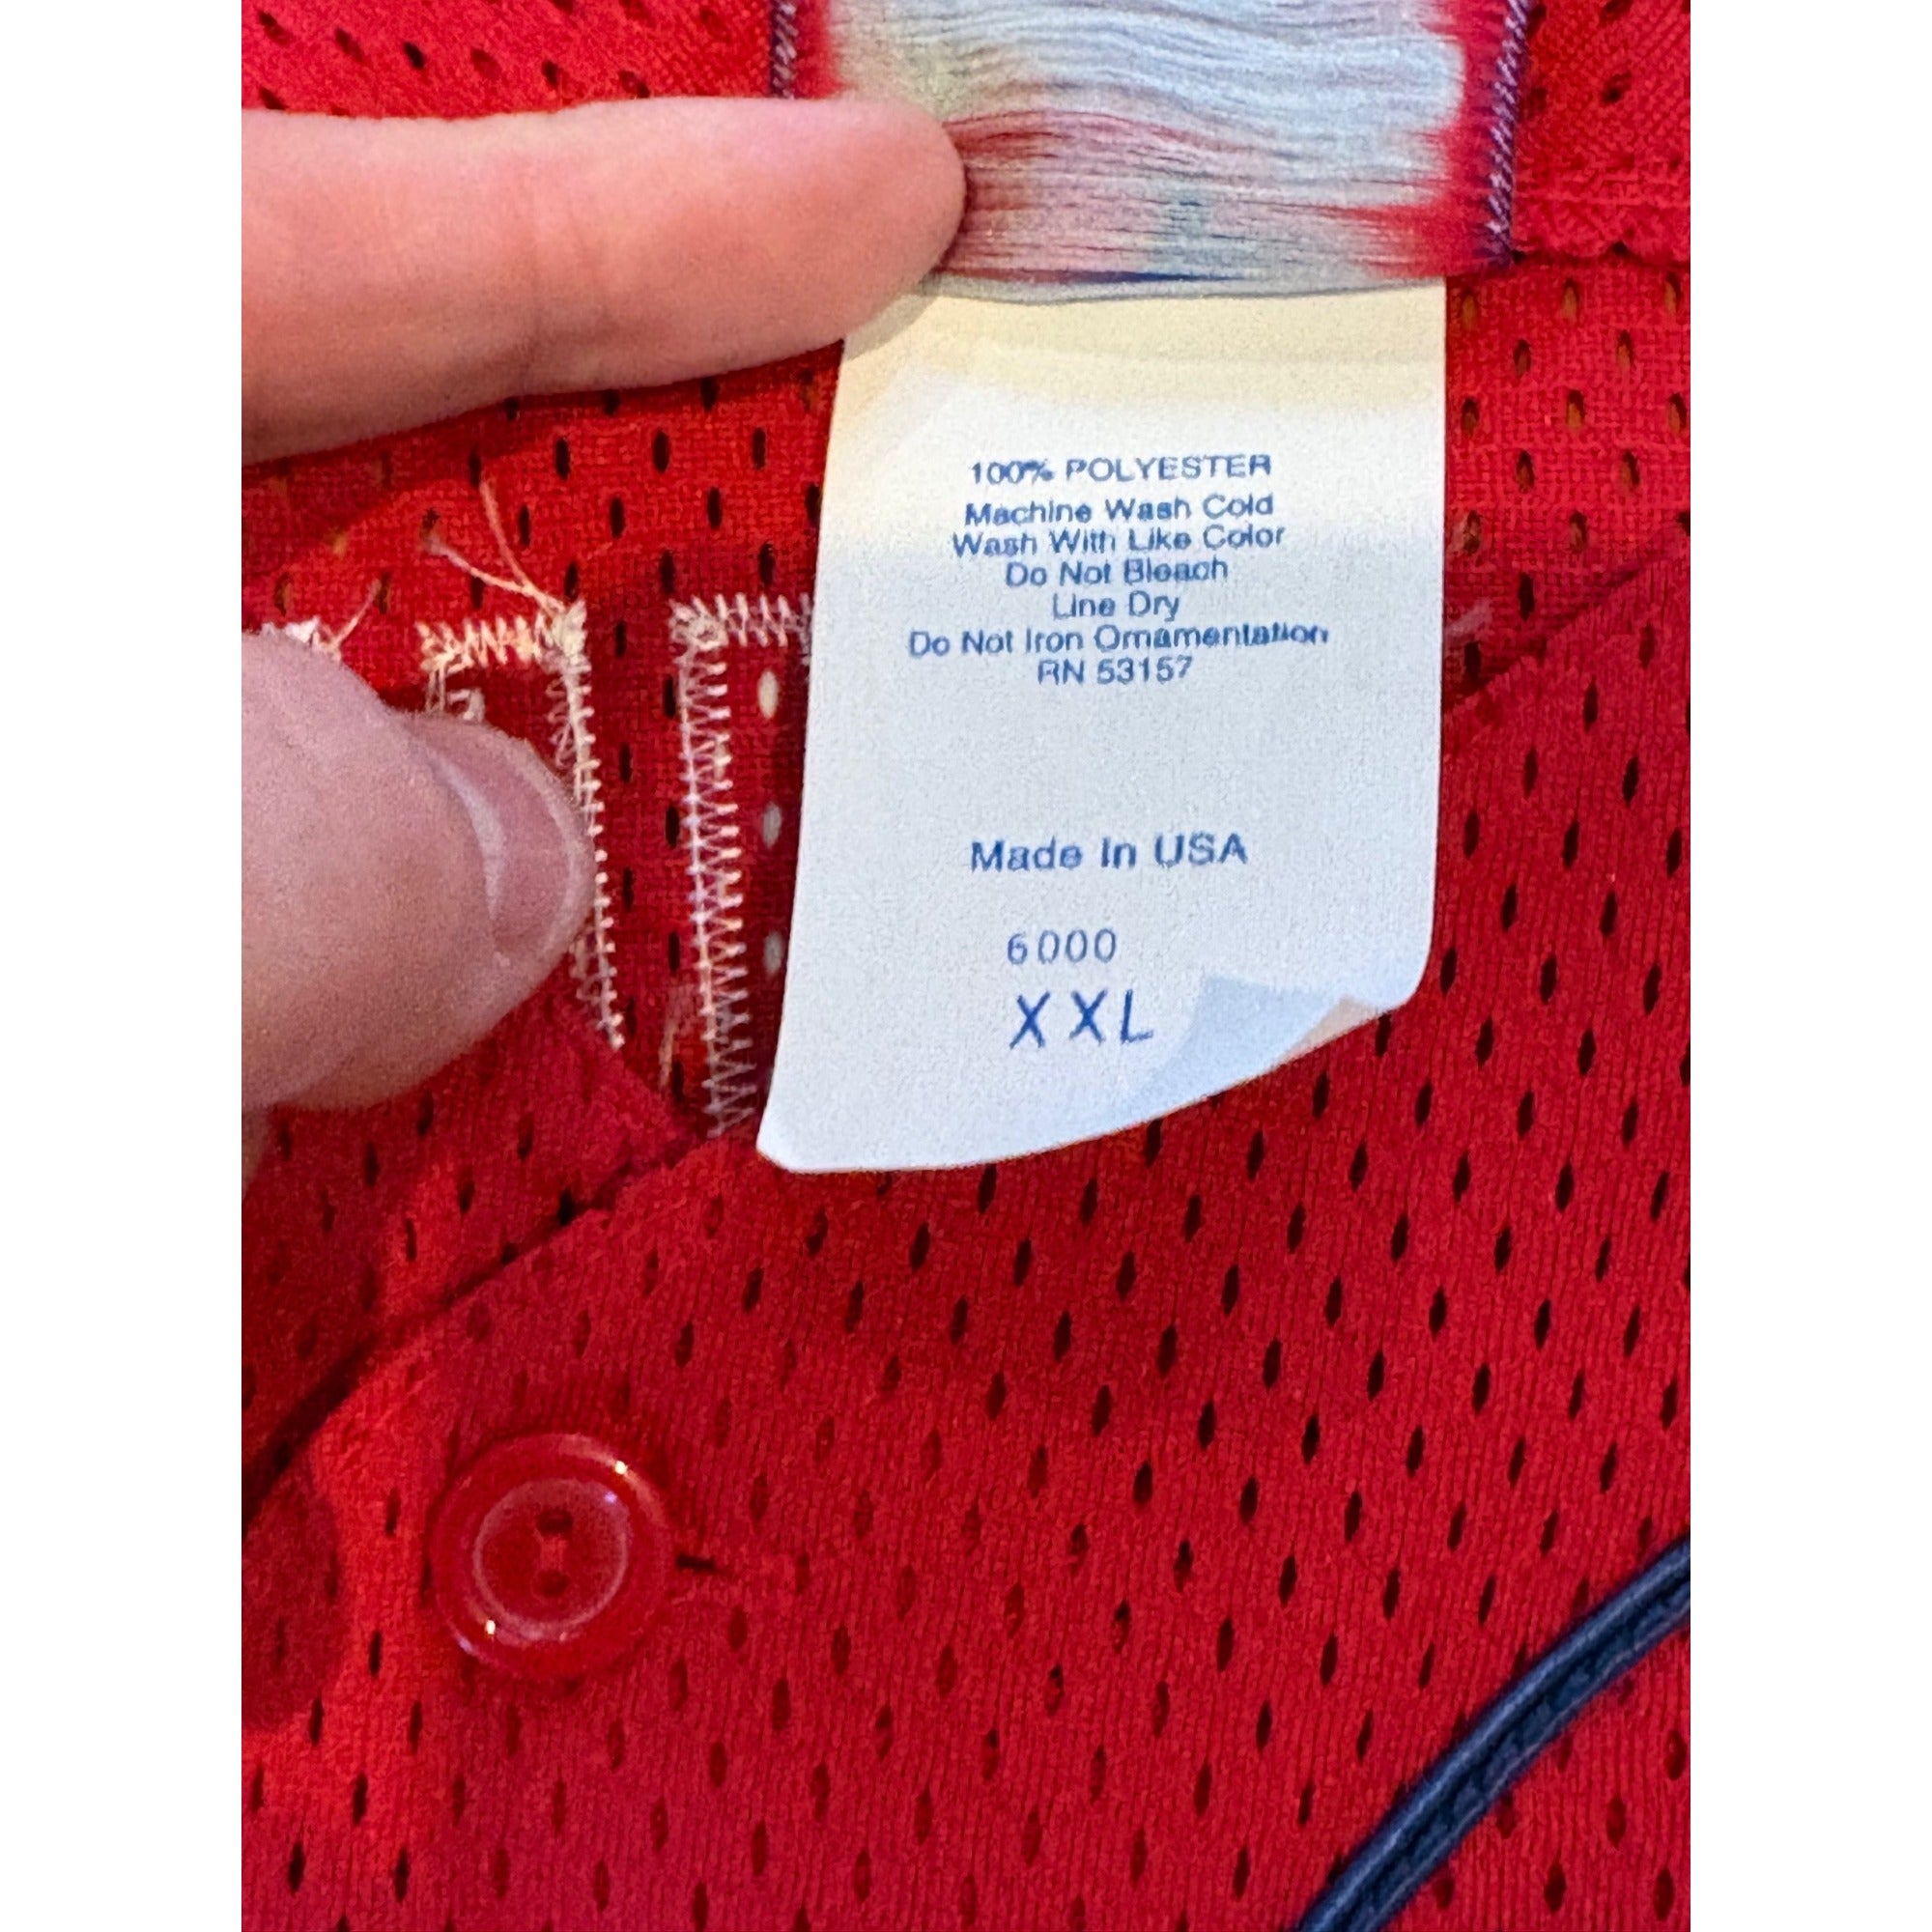 100% POLYESTER
Machine Wash Cold
Wash With Like Color
Do Not Bleach
Line Dry
Do Not Iron Ornamentation
RN 53157
Made In USA
6000
XXL